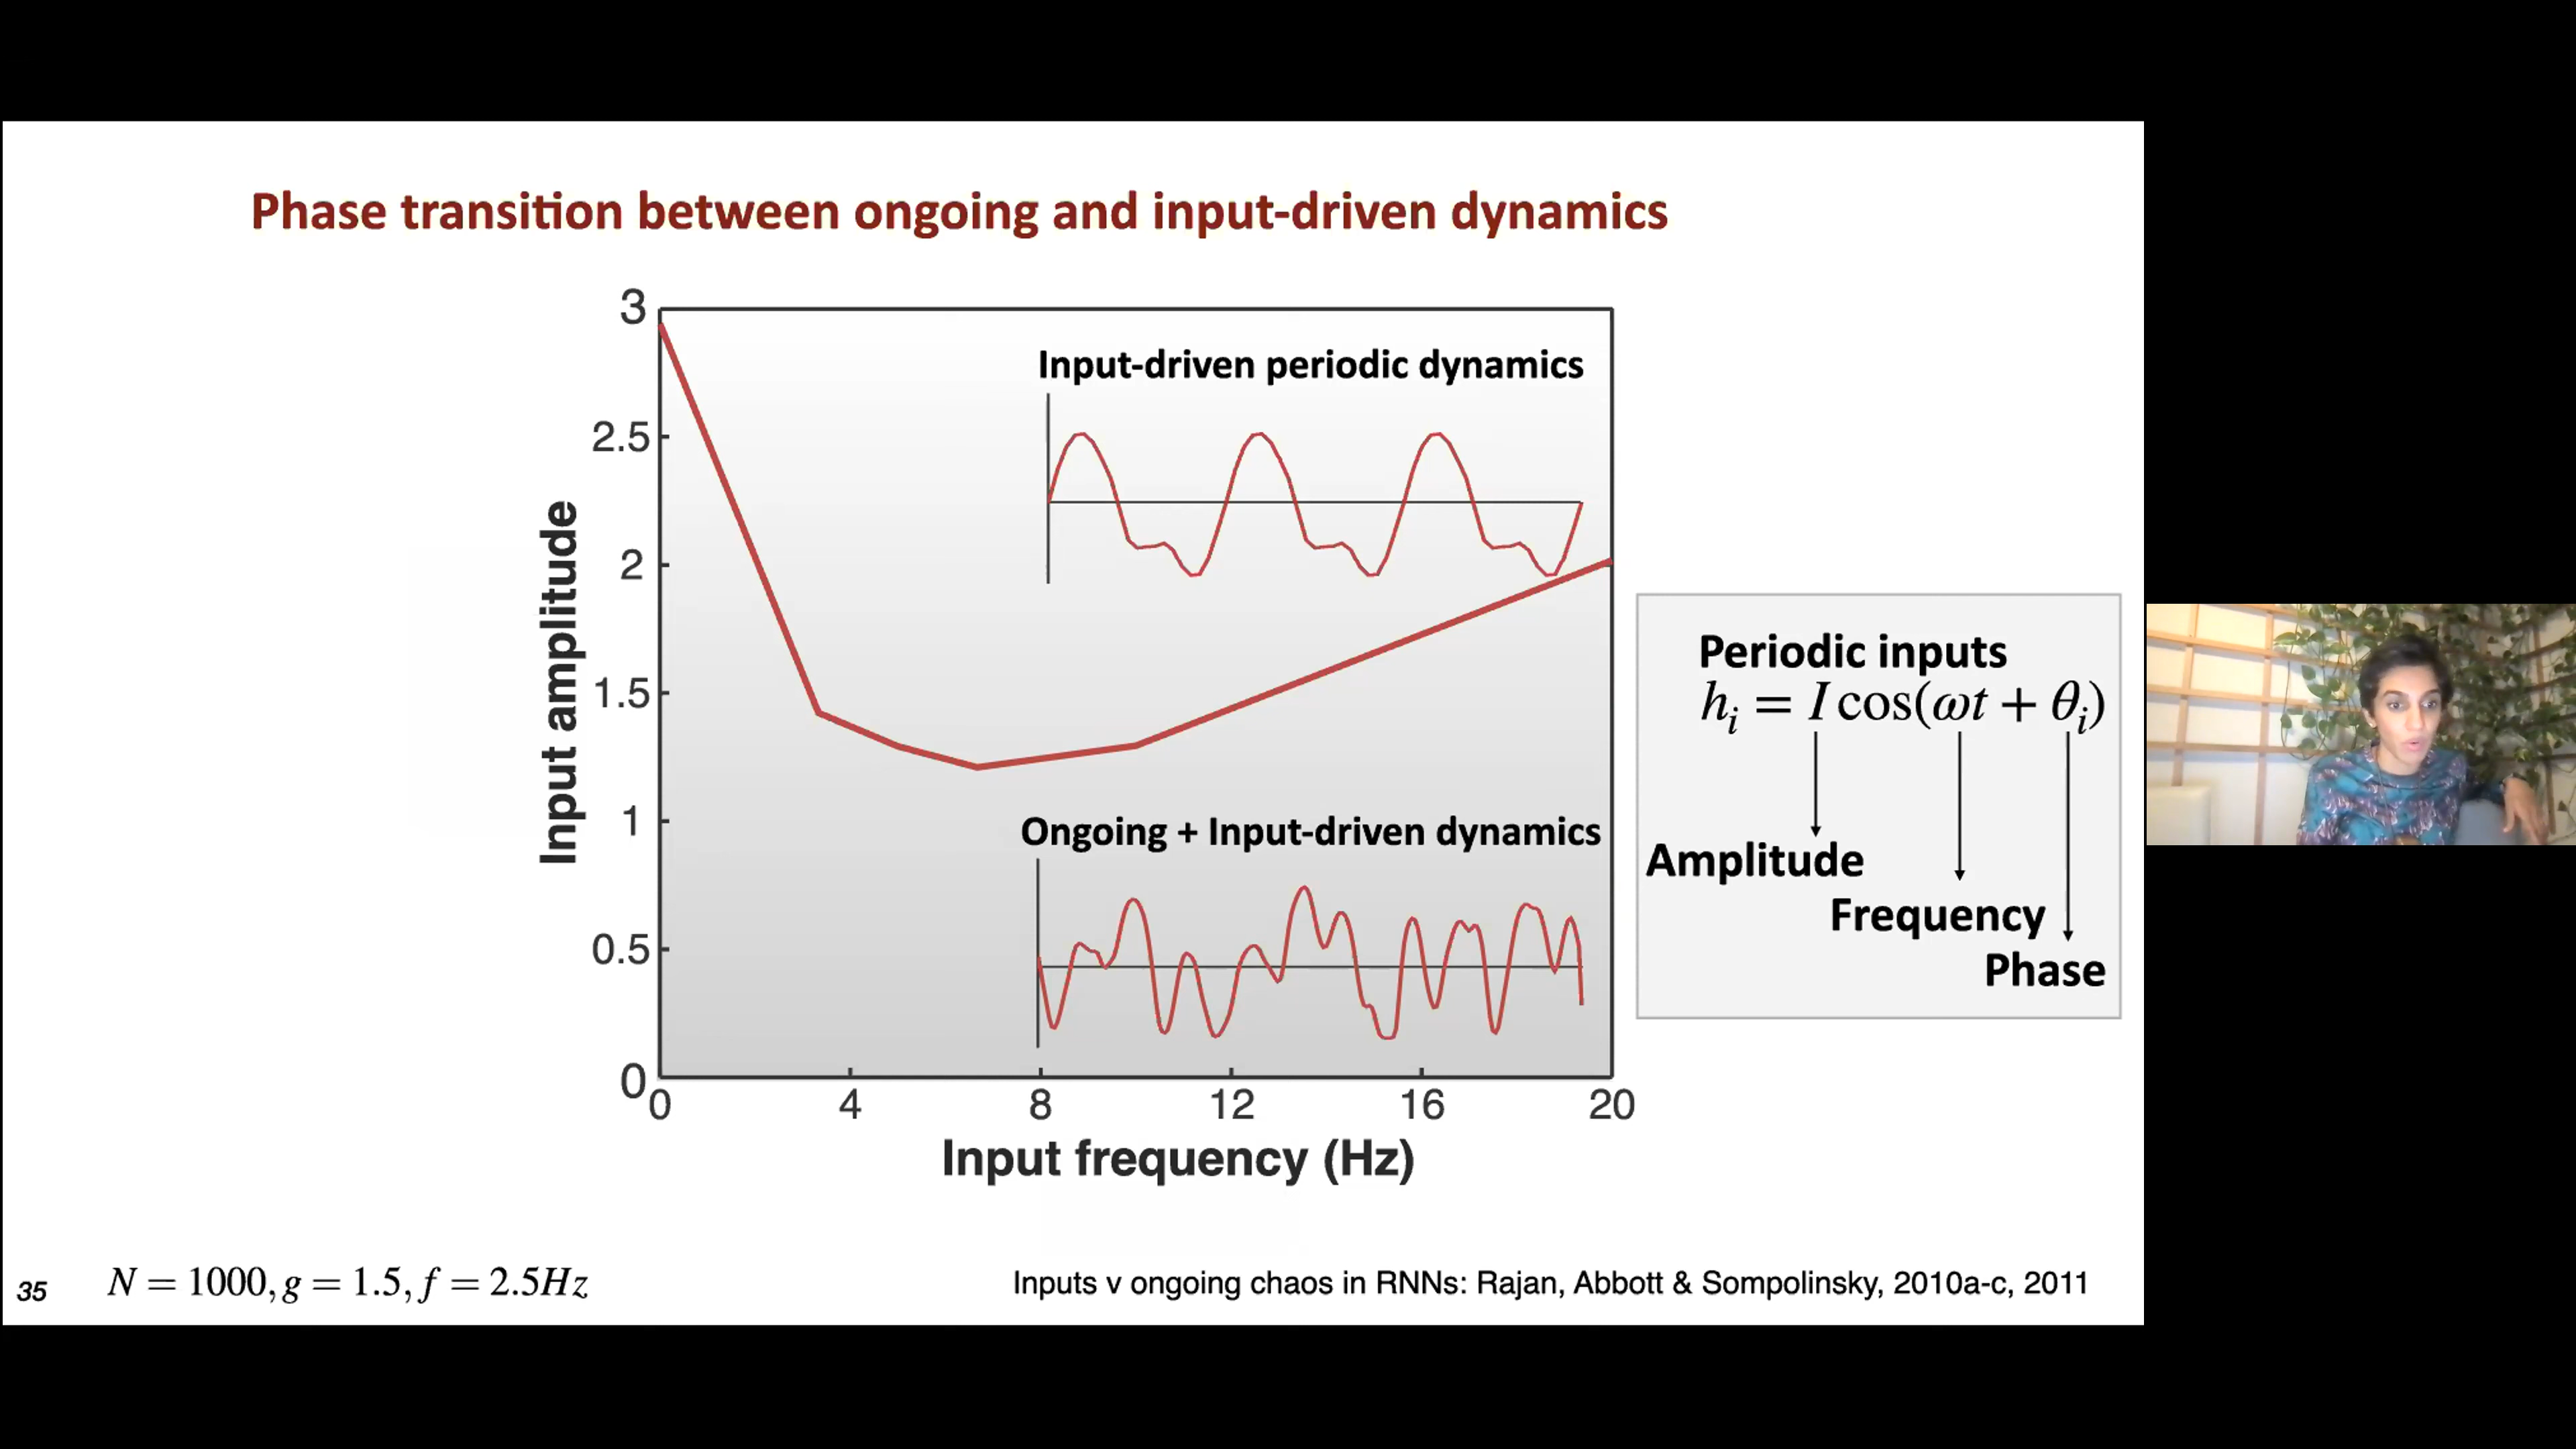 Phase transition between ongoing and input-driven dynamics
3
2.5
2
1.5
1
0.5
0
Input amplitude
Input-driven periodic dynamics
Ongoing + Input-driven dynamics
0 4 8 12 16 20
Input frequency (Hz)
Periodic inputs
hᵢ = I cos(ωt + θᵢ)
Amplitude
Frequency
Phase
35
N = 1000, g = 1.5, f = 2.5Hz
Inputs v ongoing chaos in RNNs: Rajan, Abbott & Sompolinsky, 2010a-c, 2011